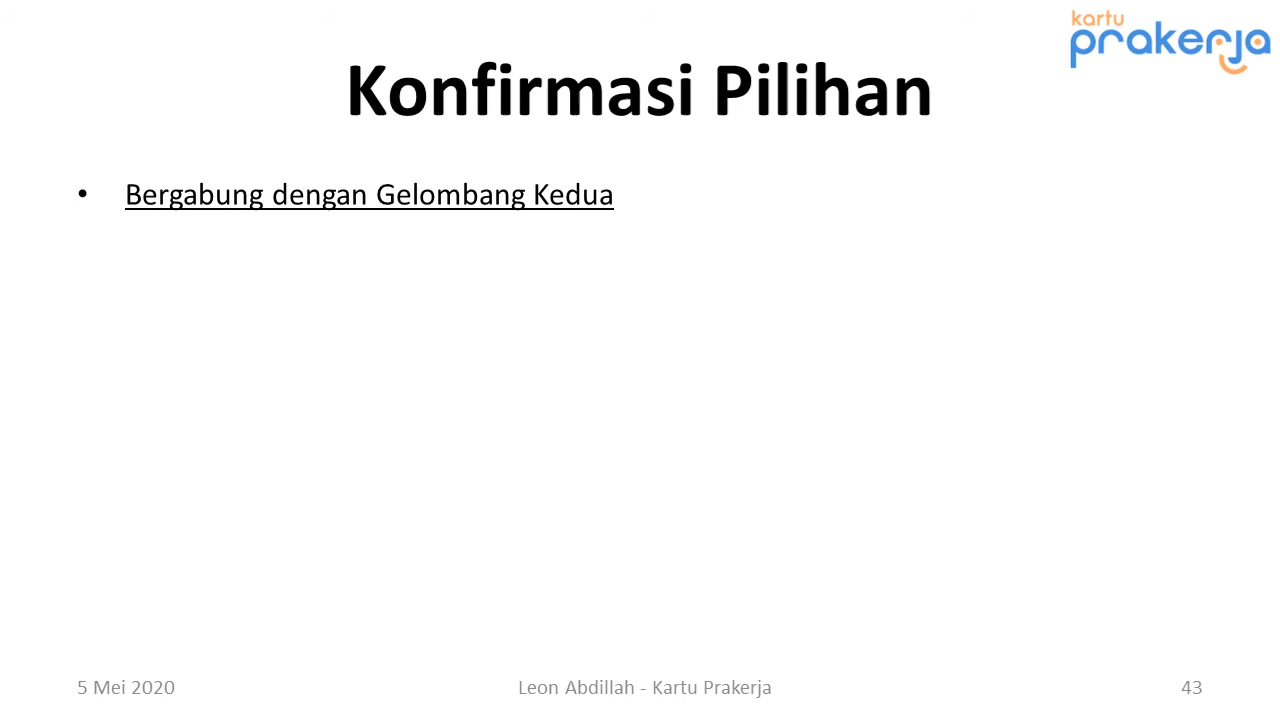 kartu
prakerja
Konfirmasi Pilihan
• Bergabung dengan Gelombang Kedua
5 Mei 2020
Leon Abdillah - Kartu Prakerja
43